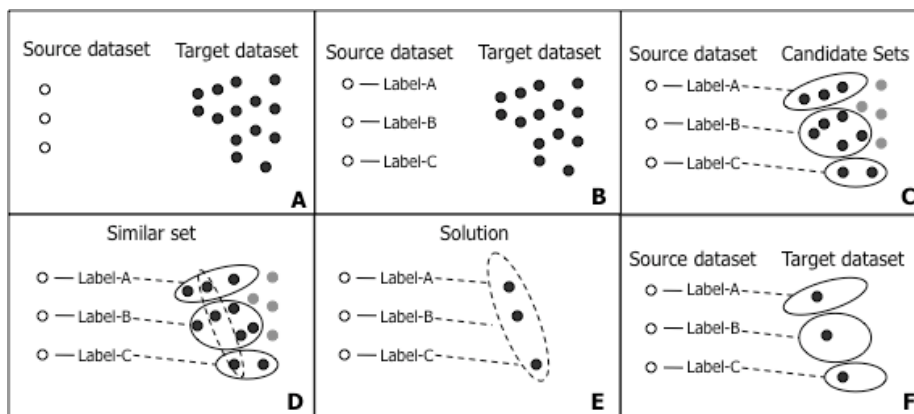 Source dataset Target dataset
A
Source dataset Target dataset
Label-A
Label-B
Label-C
B
Source dataset Candidate Sets
Label-A
Label-B
Label-C
C
Similar set
Label-A
Label-B
Label-C
D
Solution
Label-A
Label-B
Label-C
E
Source dataset Target dataset
Label-A
Label-B
Label-C
F